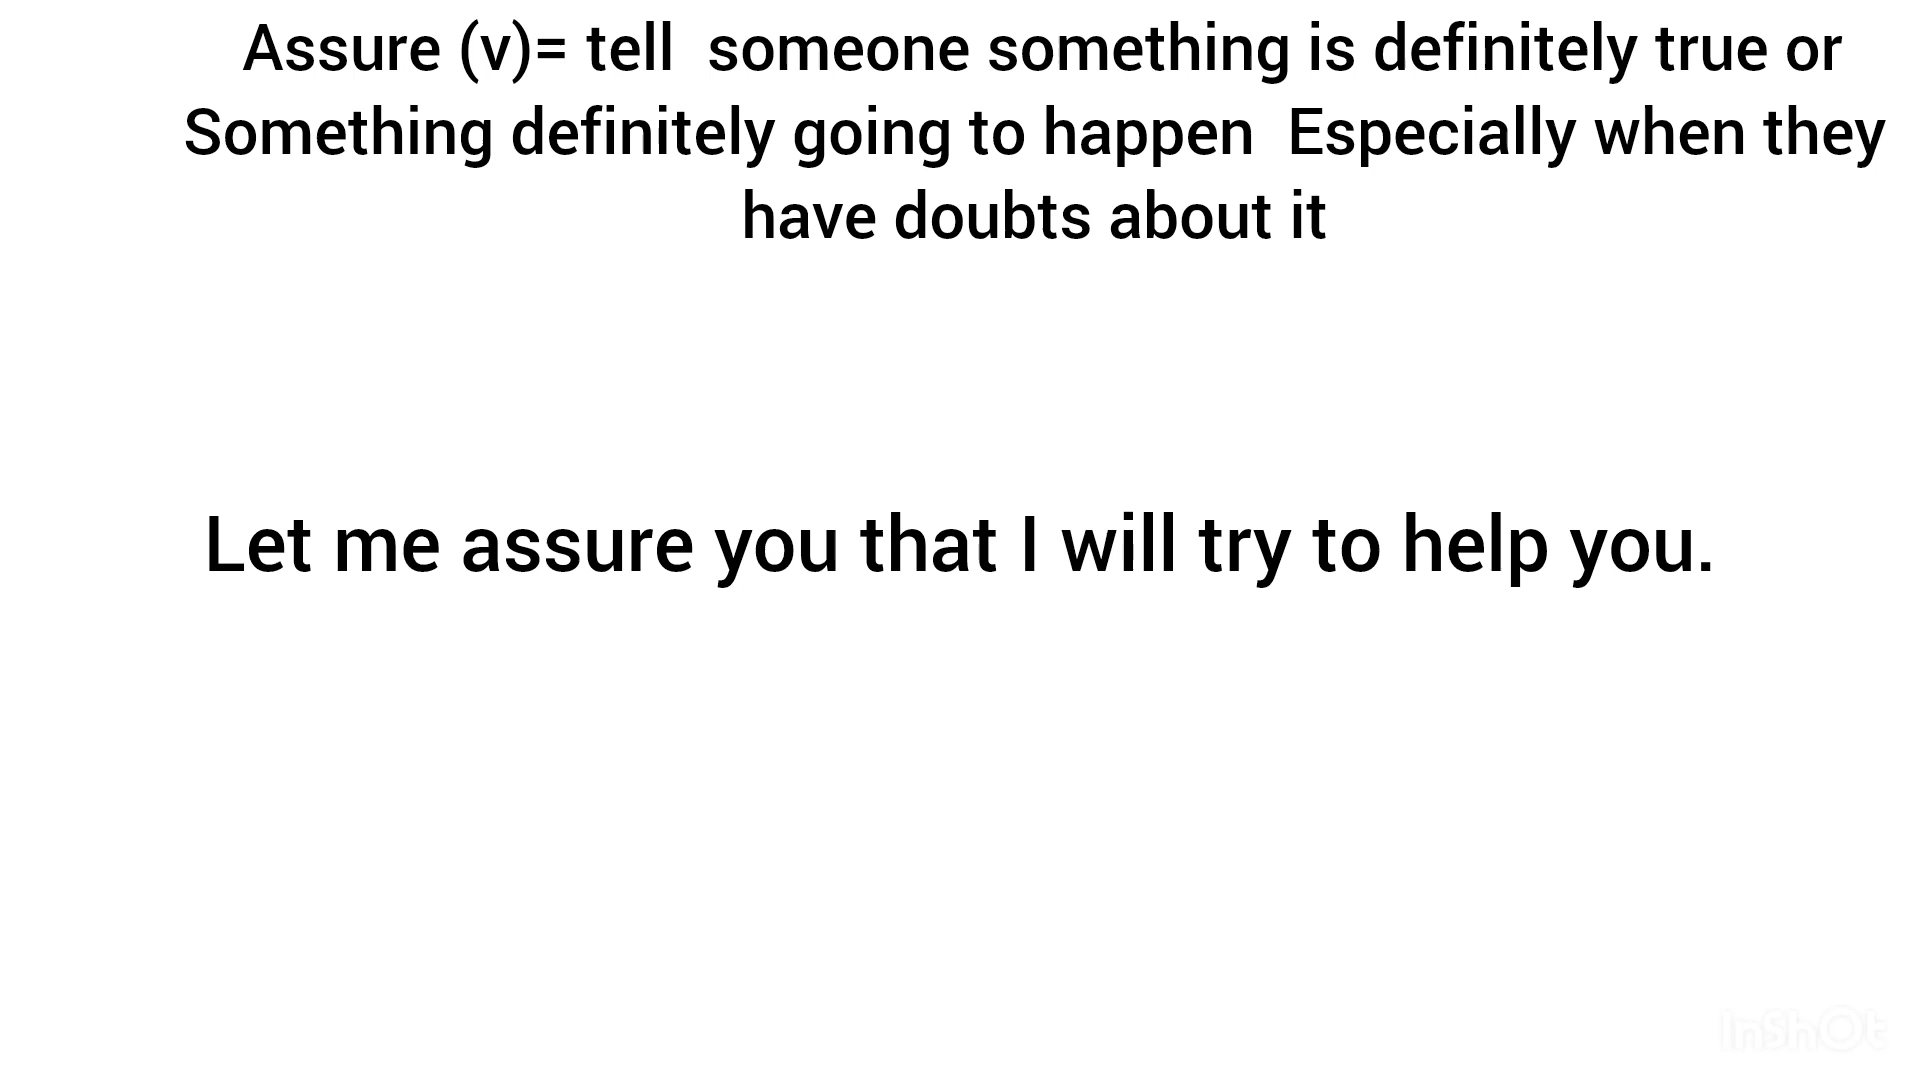 Assure (v)= tell  someone something is definitely true or
Something definitely going to happen  Especially when they
have doubts about it
Let me assure you that I will try to help you.
InShOt